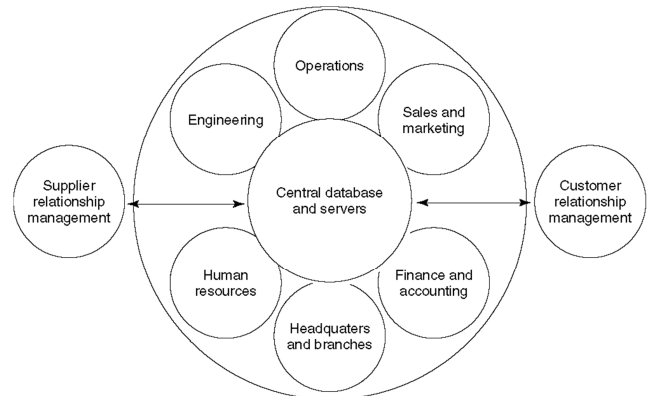 Operations
Engineering
Sales and
marketing
Supplier
relationship
management
Central database
and servers
Customer
relationship
management
Human
resources
Finance and
accounting
Headquaters
and branches